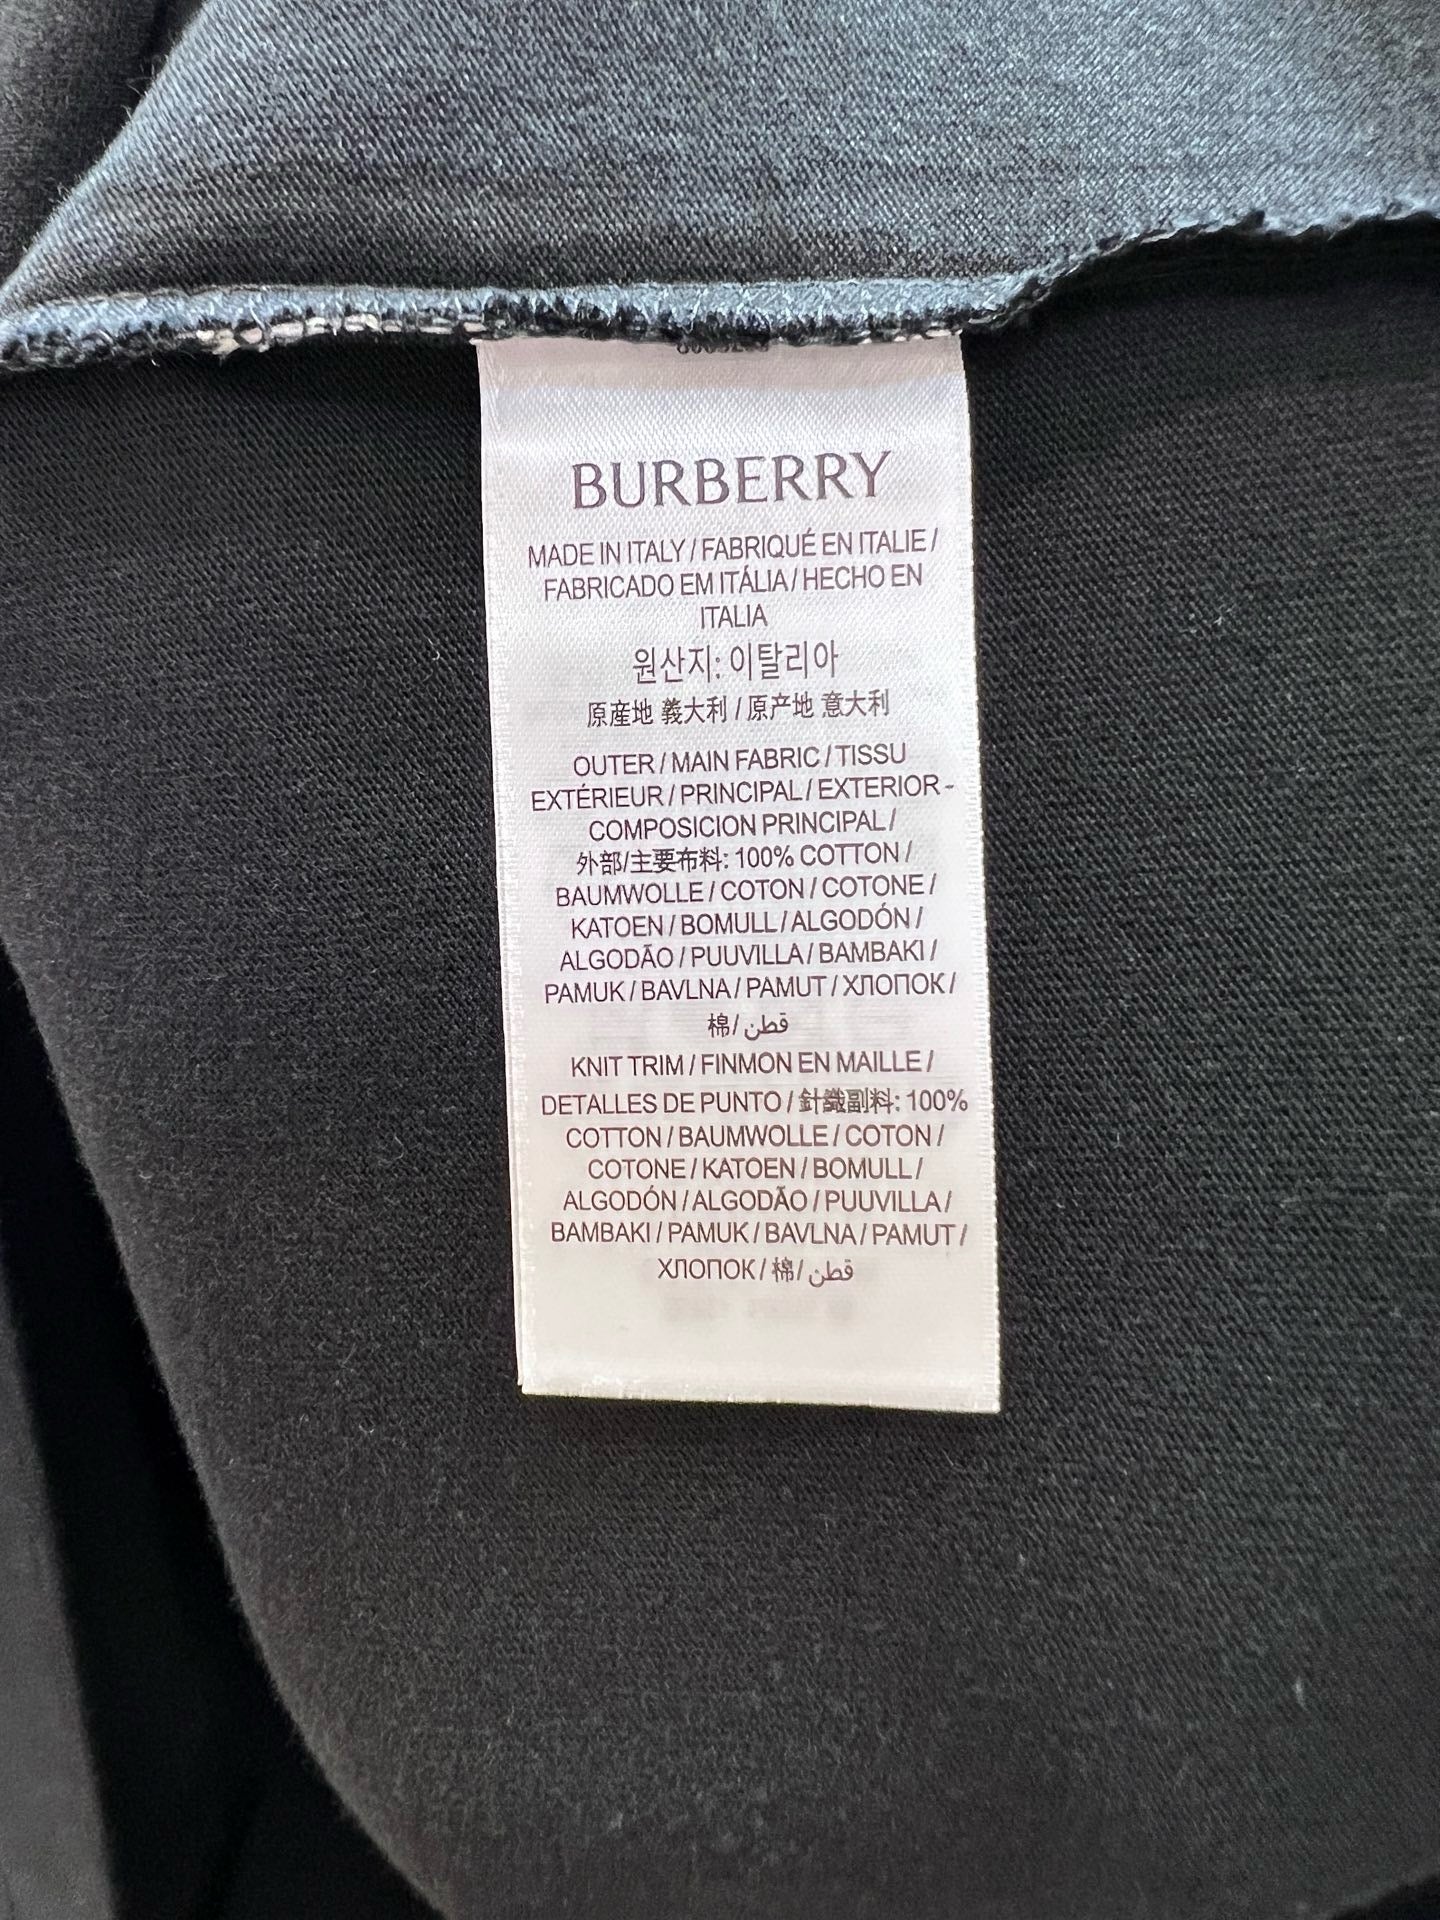 BURBERRY
MADE IN ITALY / FABRIQUÉ EN ITALIE /
FABRICADO EM ITÁLIA / HECHO EN
ITALIA
원산지: 이탈리아
原産地 義大利 / 原产地 意大利
OUTER / MAIN FABRIC / TISSU
EXTÉRIEUR / PRINCIPAL / EXTERIOR -
COMPOSICION PRINCIPAL /
外部/主要布料: 100% COTTON /
BAUMWOLLE / COTON / COTONE /
KATOEN / BOMULL / ALGODÓN /
ALGODÃO / PUUVILLA / BAMBAKI /
PAMUK / BAVLNA / PAMUT / ХЛОПОК /
棉/ قطن
KNIT TRIM / FINMON EN MAILLE /
DETALLES DE PUNTO / 針織副料: 100%
COTTON / BAUMWOLLE / COTON /
COTONE / KATOEN / BOMULL /
ALGODÓN / ALGODÃO / PUUVILLA /
BAMBAKI / PAMUK / BAVLNA / PAMUT /
ХЛОПОК / 棉/ قطن